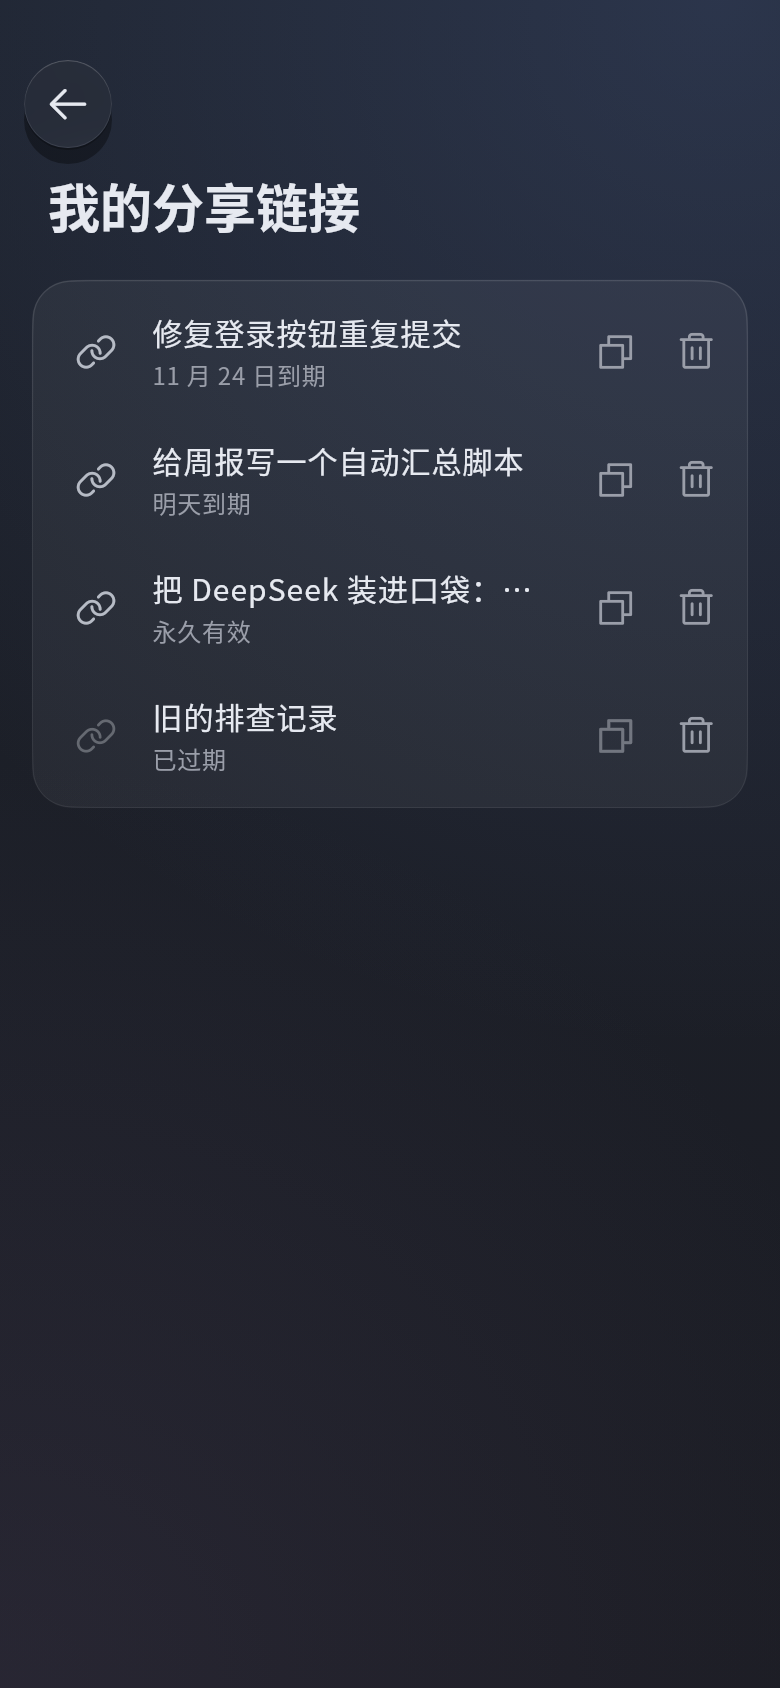 我的分享链接
修复登录按钮重复提交
11 月 24 日到期
给周报写一个自动汇总脚本
明天到期
把 DeepSeek 装进口袋：…
永久有效
旧的排查记录
已过期